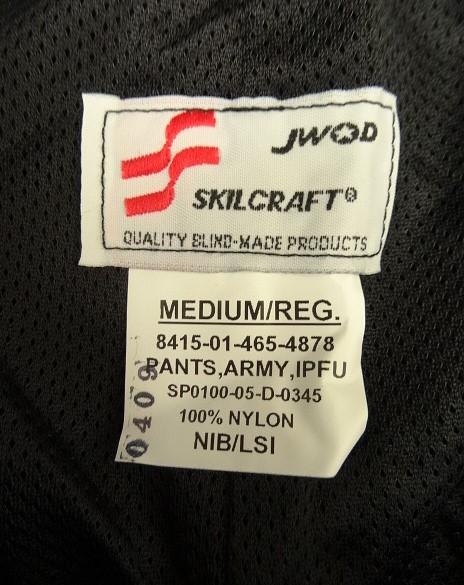 JWOD
SKILCRAFT®
QUALITY BLIND-MADE PRODUCTS
MEDIUM/REG.
8415-01-465-4878
PANTS,ARMY,IPFU
SP0100-05-D-0345
100% NYLON
NIB/LSI
0409